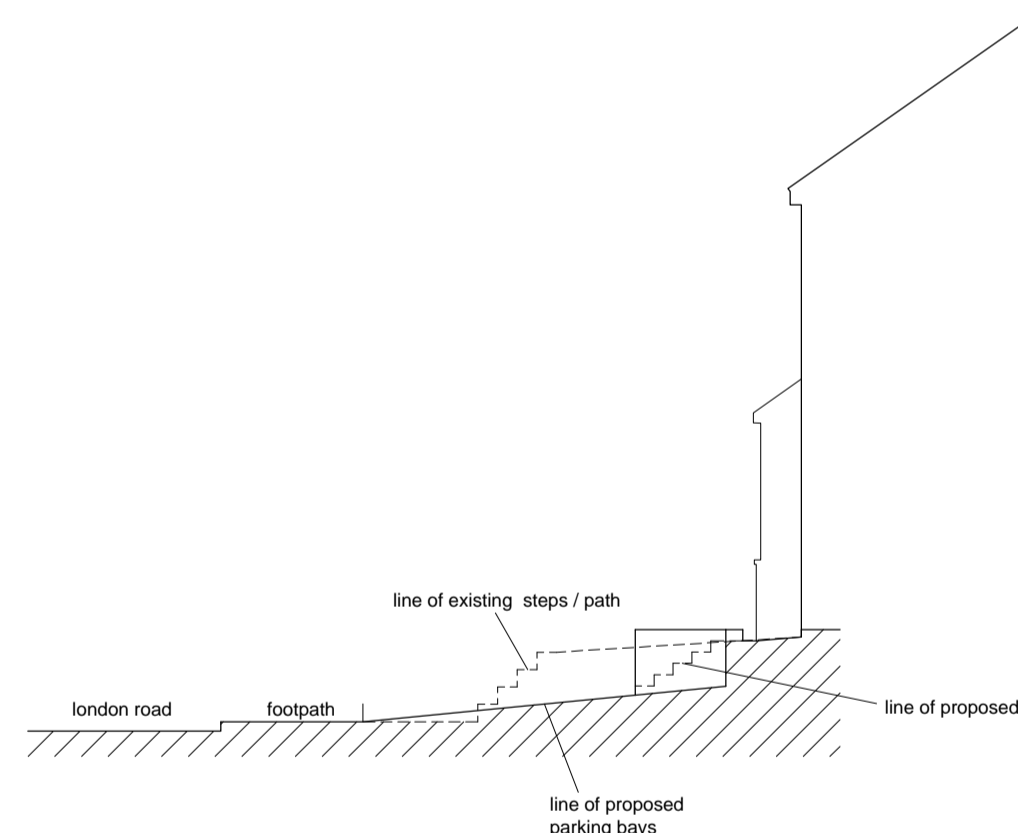 line of existing steps / path
london road
footpath
line of proposed
line of proposed
parking bays